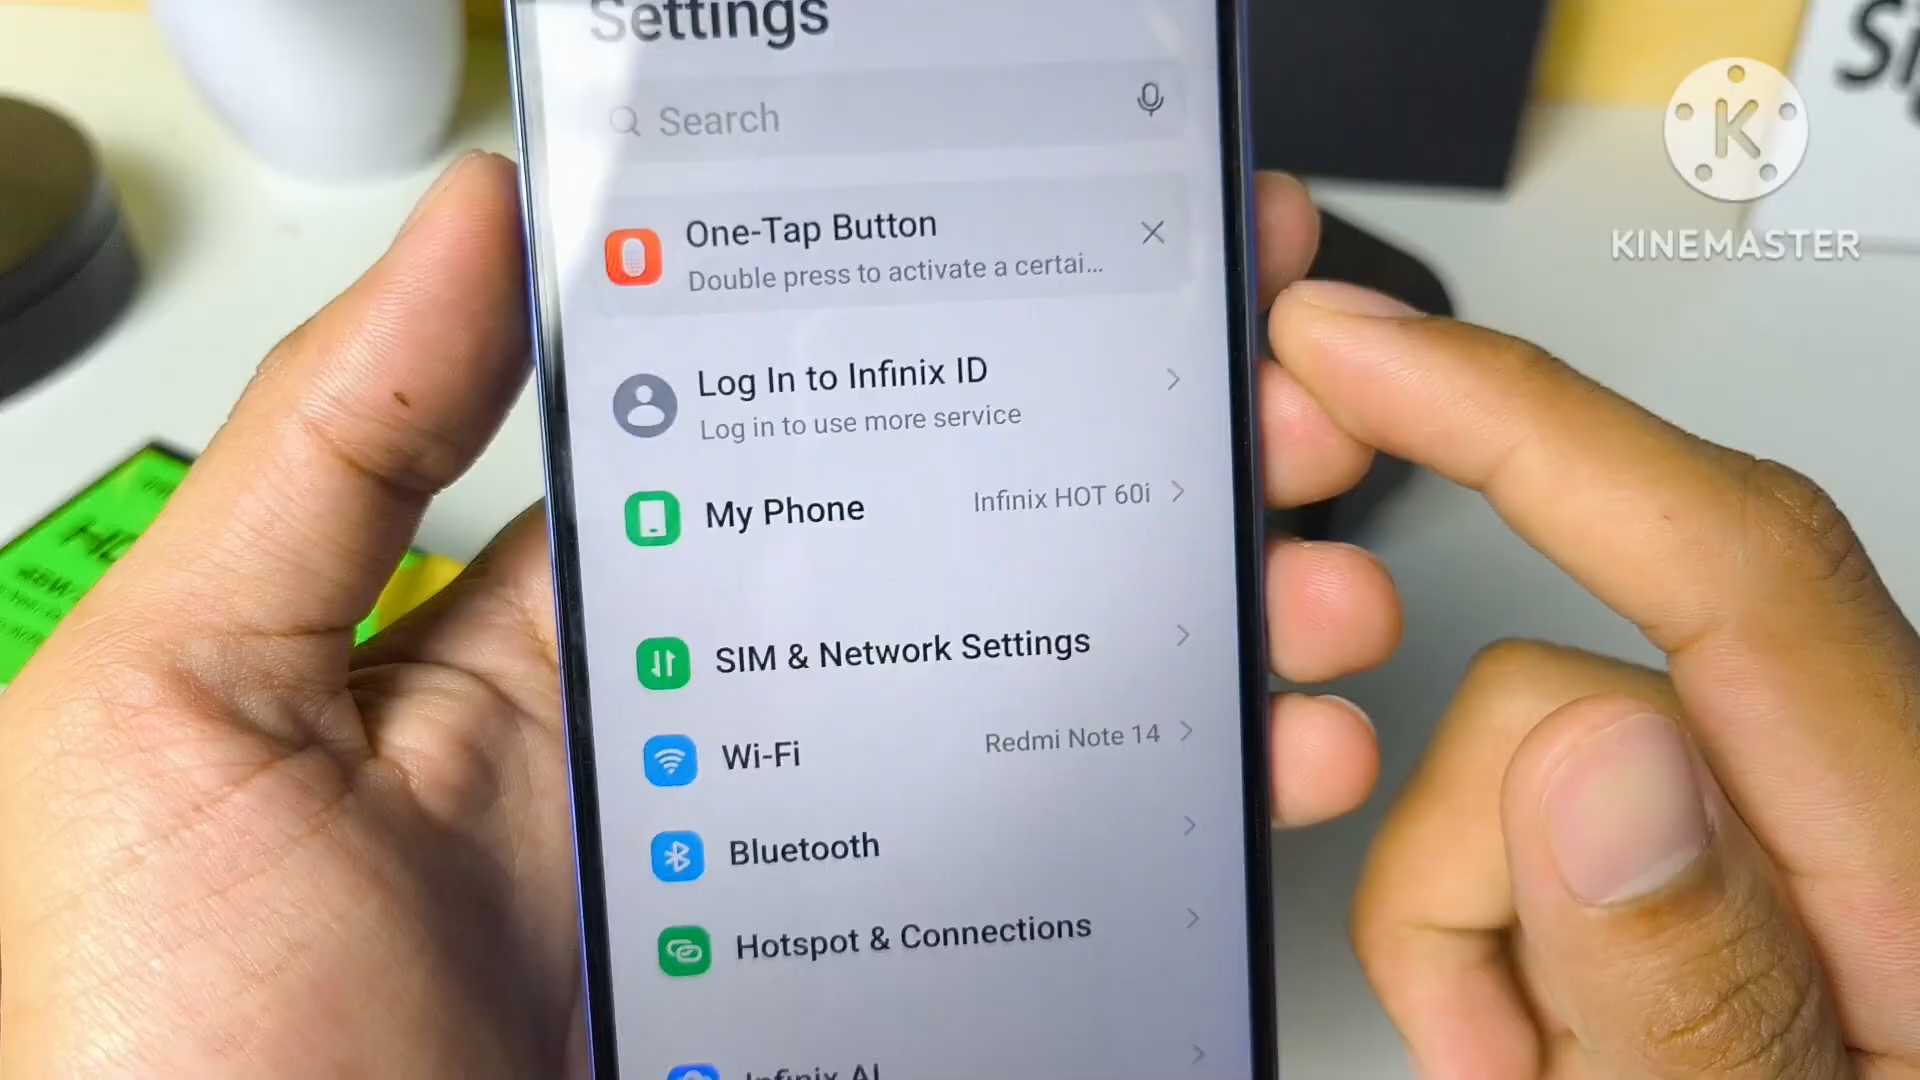 Settings
Search
One-Tap Button
Double press to activate a certai...
Log In to Infinix ID
Log in to use more service
My Phone
Infinix HOT 60i
SIM & Network Settings
Wi-Fi
Redmi Note 14
Bluetooth
Hotspot & Connections
Infinix AI
K
KINEMASTER